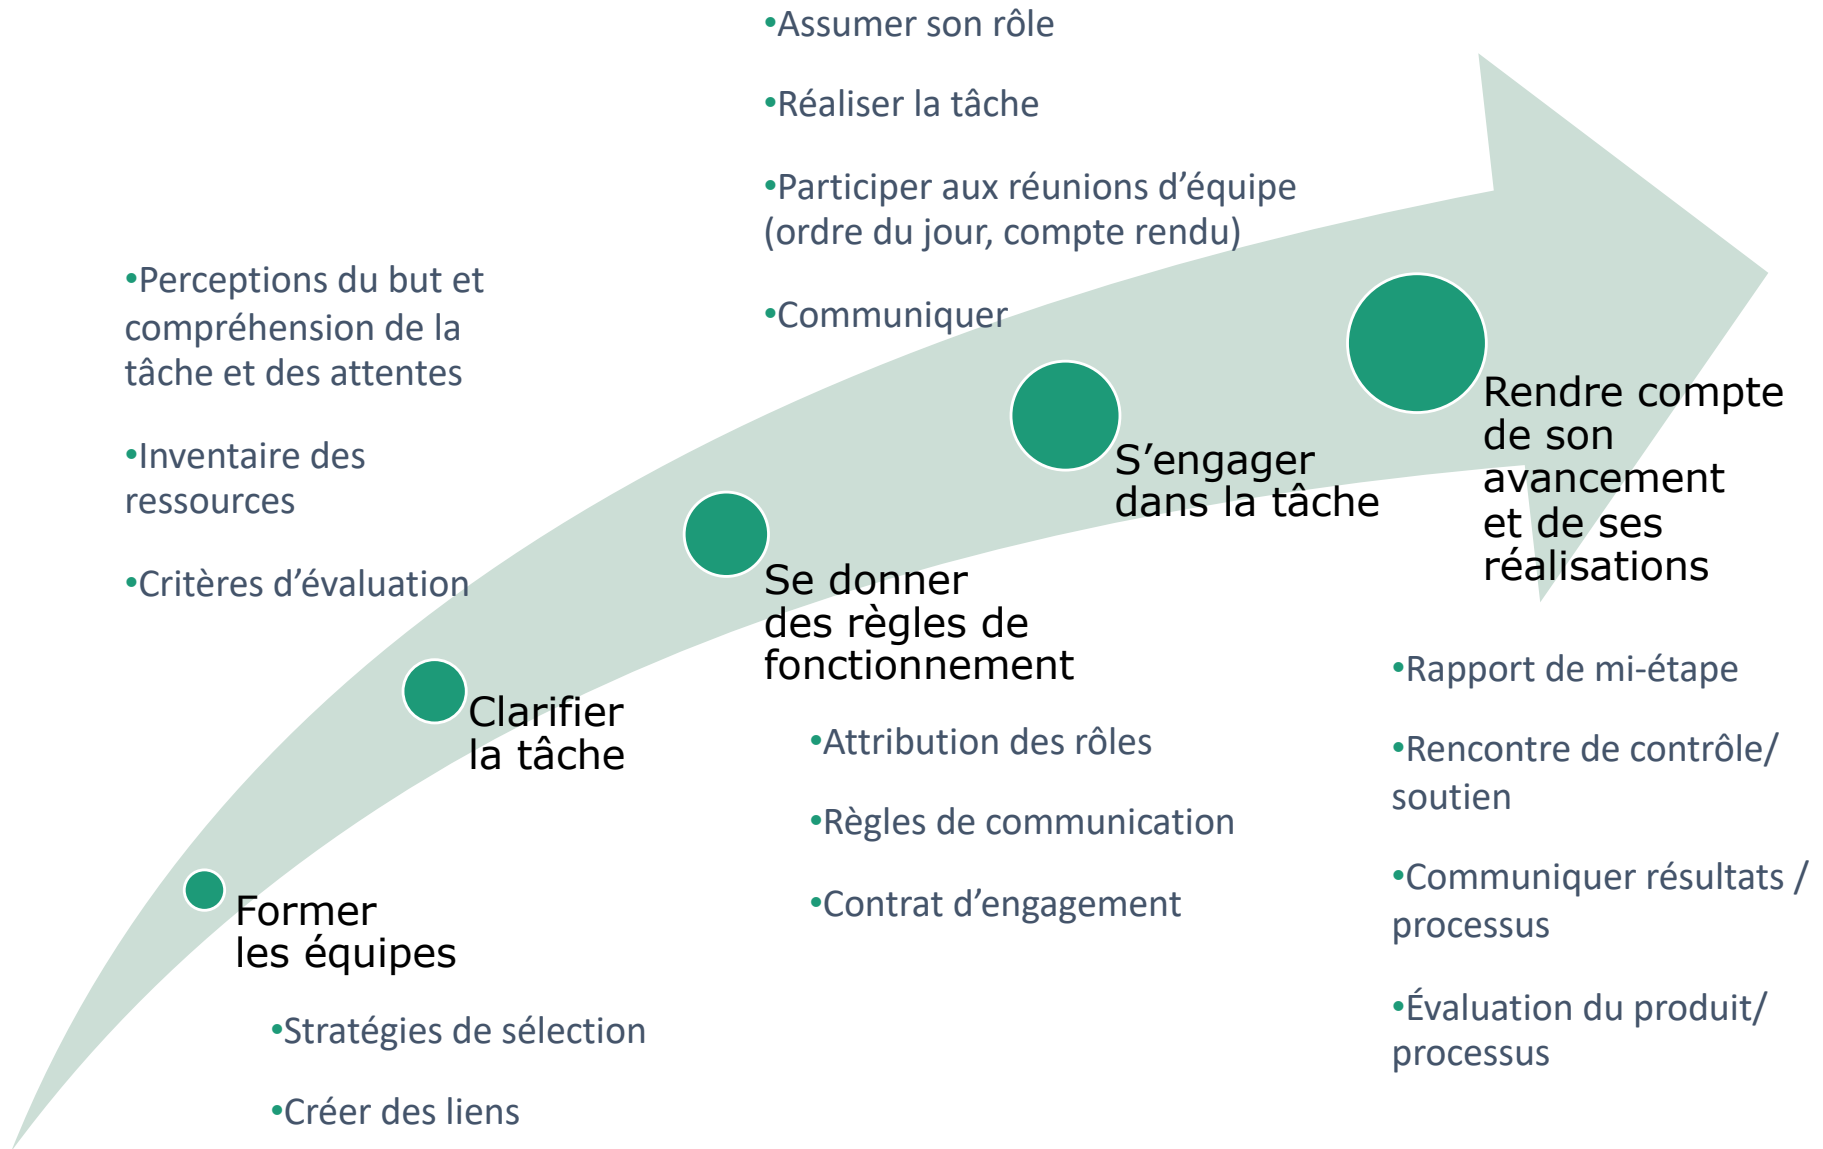 •Assumer son rôle
•Réaliser la tâche
•Participer aux réunions d’équipe
(ordre du jour, compte rendu)
•Communiquer
•Perceptions du but et
compréhension de la
tâche et des attentes
•Inventaire des
ressources
•Critères d’évaluation
Former
les équipes
•Stratégies de sélection
•Créer des liens
Clarifier
la tâche
Se donner
des règles de
fonctionnement
•Attribution des rôles
•Règles de communication
•Contrat d’engagement
S’engager
dans la tâche
Rendre compte
de son
avancement
et de ses
réalisations
•Rapport de mi-étape
•Rencontre de contrôle/
soutien
•Communiquer résultats /
processus
•Évaluation du produit/
processus